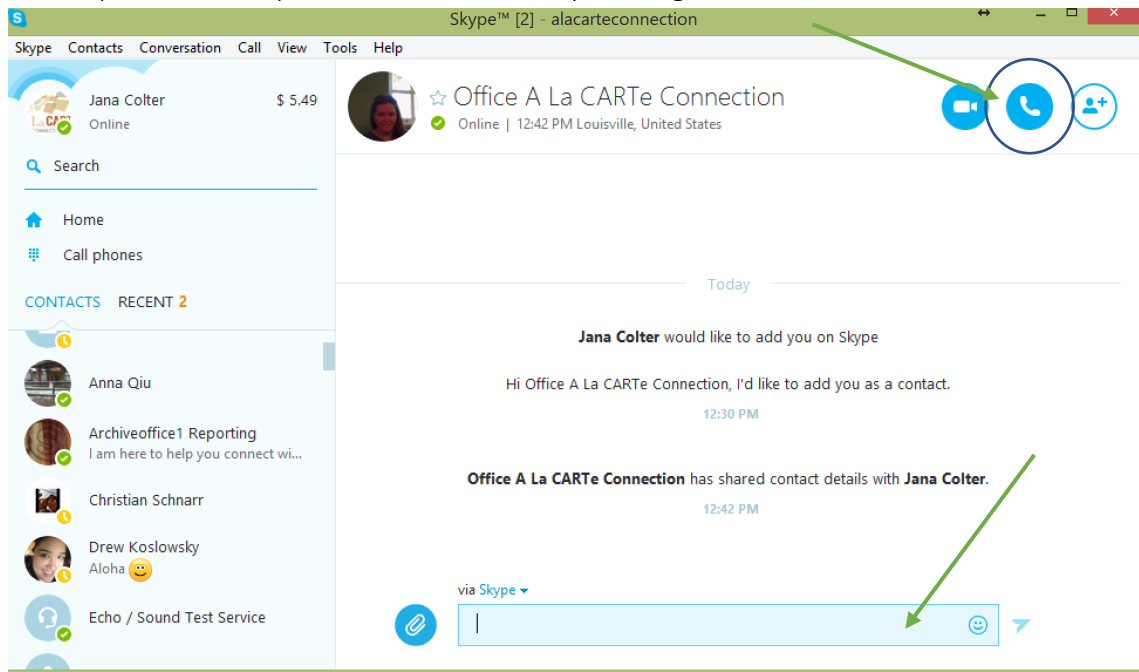 Skype™ [2] - alacarteconnection
Skype Contacts Conversation Call View Tools Help
Jana Colter $ 5.49
Online
Search
Home
Call phones
CONTACTS RECENT 2
Anna Qiu
Archiveoffice1 Reporting
I am here to help you connect wi...
Christian Schnarr
Drew Koslowsky
Aloha
Echo / Sound Test Service
Office A La CARTe Connection
Online | 12:42 PM Louisville, United States
Today
Jana Colter would like to add you on Skype
Hi Office A La CARTe Connection, I'd like to add you as a contact.
12:30 PM
Office A La CARTe Connection has shared contact details with Jana Colter.
12:42 PM
via Skype